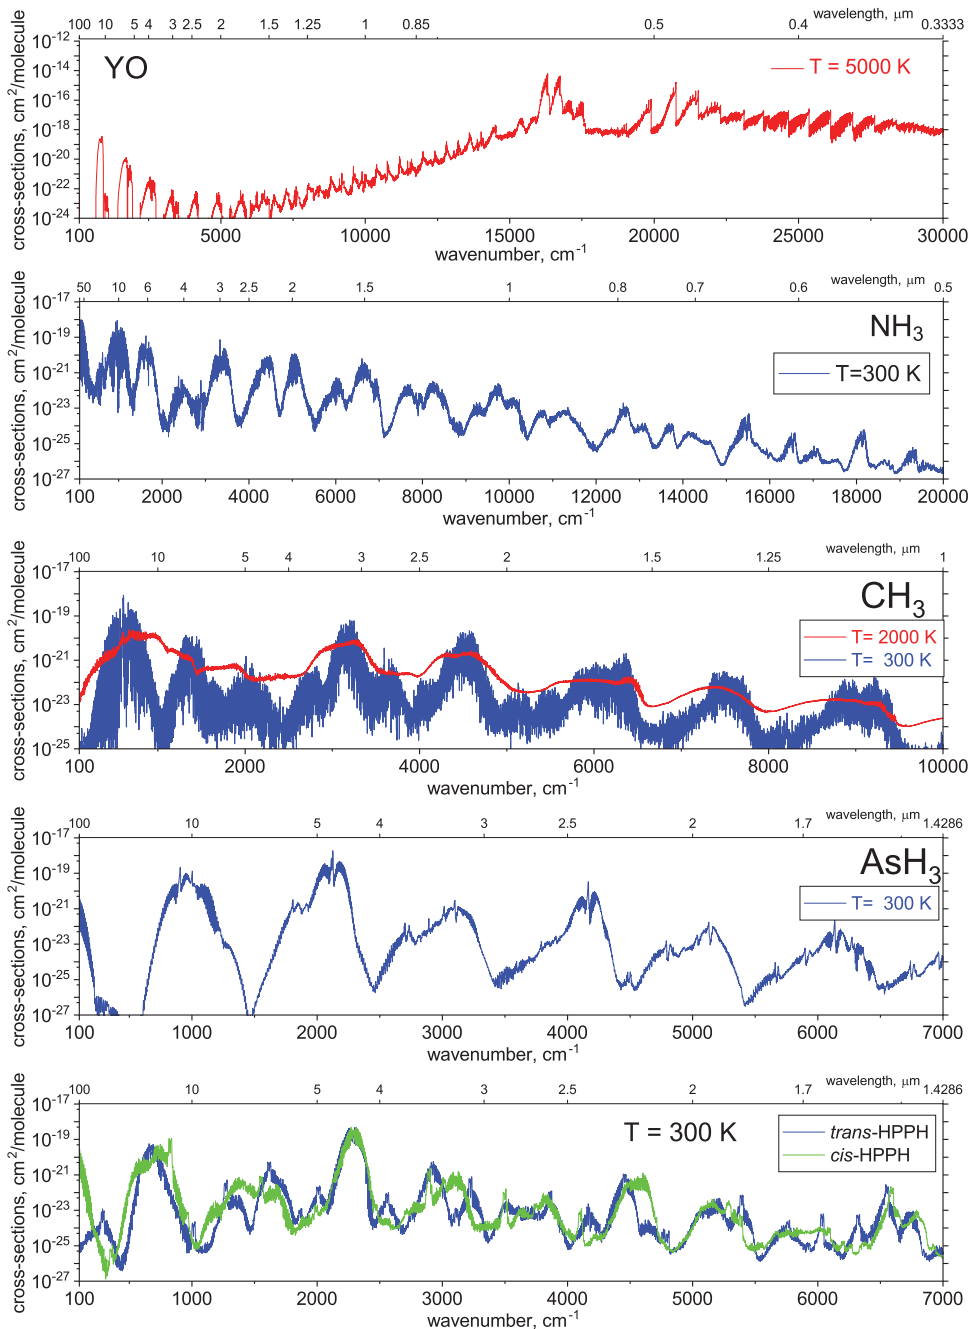 wavelength, μm
100 10 5 4 3 2.5 2 1.5 1.25 1 0.85 0.5 0.4 0.3333
cross-sections, cm²/molecule
YO
T = 5000 K
10⁻¹²
10⁻¹⁴
10⁻¹⁶
10⁻¹⁸
10⁻²⁰
10⁻²²
10⁻²⁴
100 5000 10000 15000 20000 25000 30000
wavenumber, cm⁻¹
wavelength, μm
50 10 6 4 3 2.5 2 1.5 1 0.8 0.7 0.6 0.5
cross-sections, cm²/molecule
NH₃
T=300 K
10⁻¹⁷
10⁻¹⁹
10⁻²¹
10⁻²³
10⁻²⁵
10⁻²⁷
100 2000 4000 6000 8000 10000 12000 14000 16000 18000 20000
wavenumber, cm⁻¹
wavelength, μm
100 10 5 4 3 2.5 2 1.5 1.25 1
cross-sections, cm²/molecule
CH₃
T= 2000 K
T= 300 K
10⁻¹⁷
10⁻¹⁹
10⁻²¹
10⁻²³
10⁻²⁵
100 2000 4000 6000 8000 10000
wavenumber, cm⁻¹
wavelength, μm
100 10 5 4 3 2.5 2 1.7 1.4286
cross-sections, cm²/molecule
AsH₃
T= 300 K
10⁻¹⁷
10⁻¹⁹
10⁻²¹
10⁻²³
10⁻²⁵
10⁻²⁷
100 1000 2000 3000 4000 5000 6000 7000
wavenumber, cm⁻¹
wavelength, μm
100 10 5 4 3 2.5 2 1.7 1.4286
cross-sections, cm²/molecule
T = 300 K
trans-HPPH
cis-HPPH
10⁻¹⁷
10⁻¹⁹
10⁻²¹
10⁻²³
10⁻²⁵
10⁻²⁷
100 1000 2000 3000 4000 5000 6000 7000
wavenumber, cm⁻¹